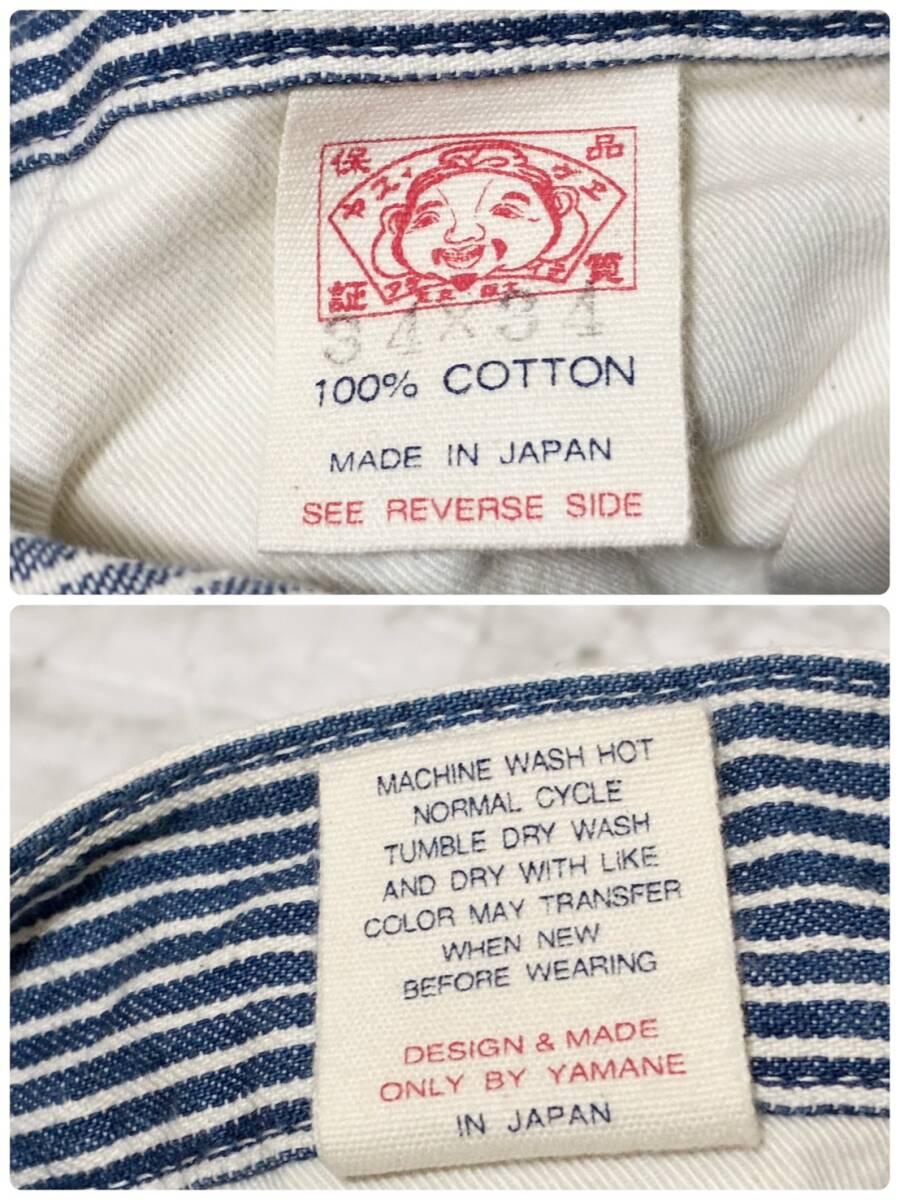 保 品
証 質
34×34
100% COTTON
MADE IN JAPAN
SEE REVERSE SIDE
MACHINE WASH HOT
NORMAL CYCLE
TUMBLE DRY WASH
AND DRY WITH LIKE
COLOR MAY TRANSFER
WHEN NEW
BEFORE WEARING
DESIGN & MADE
ONLY BY YAMANE
IN JAPAN